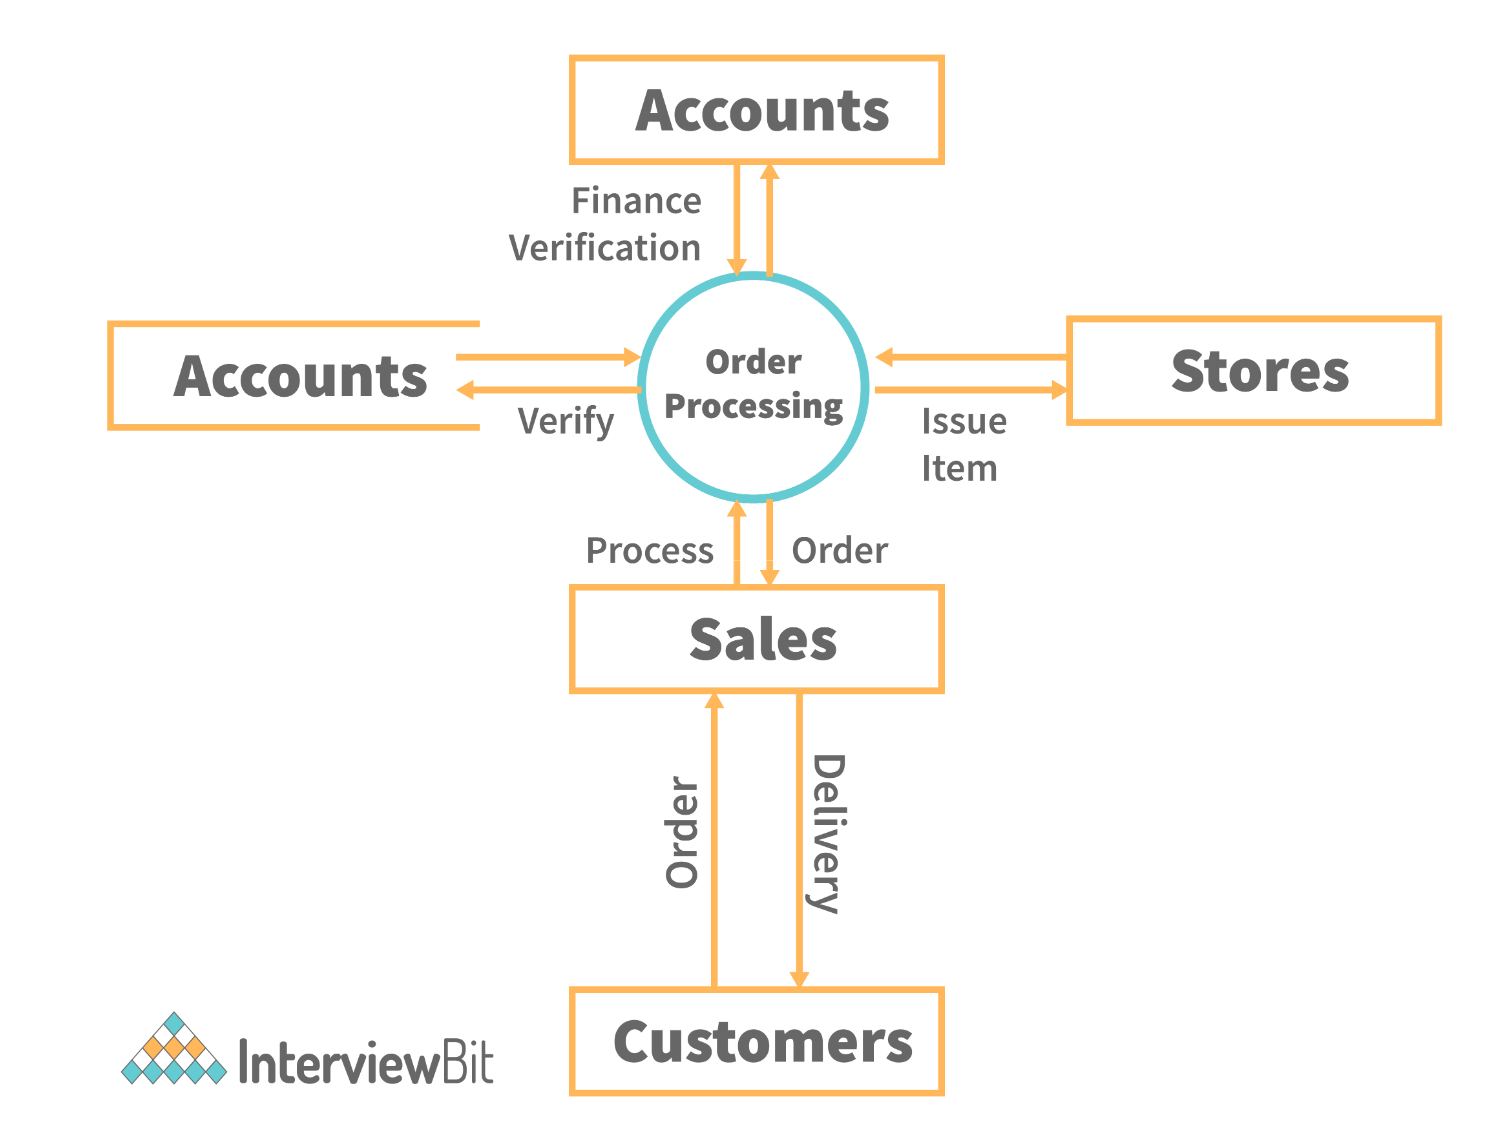 Accounts
Finance
Verification
Accounts
Order
Processing
Stores
Verify
Issue
Item
Process
Order
Sales
Order
Delivery
Customers
InterviewBit